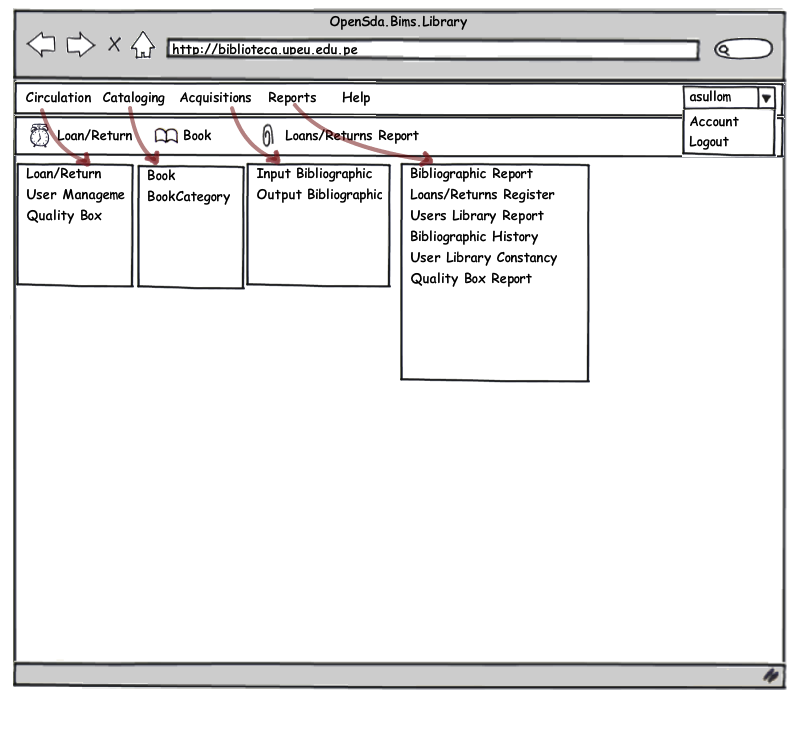 OpenSda.Bims.Library
http://biblioteca.upeu.edu.pe
Circulation Cataloging Acquisitions Reports Help asullom
Account
Logout
Loan/Return Book Loans/Returns Report
Loan/Return
User Manageme
Quality Box
Book
BookCategory
Input Bibliographic
Output Bibliographic
Bibliographic Report
Loans/Returns Register
Users Library Report
Bibliographic History
User Library Constancy
Quality Box Report